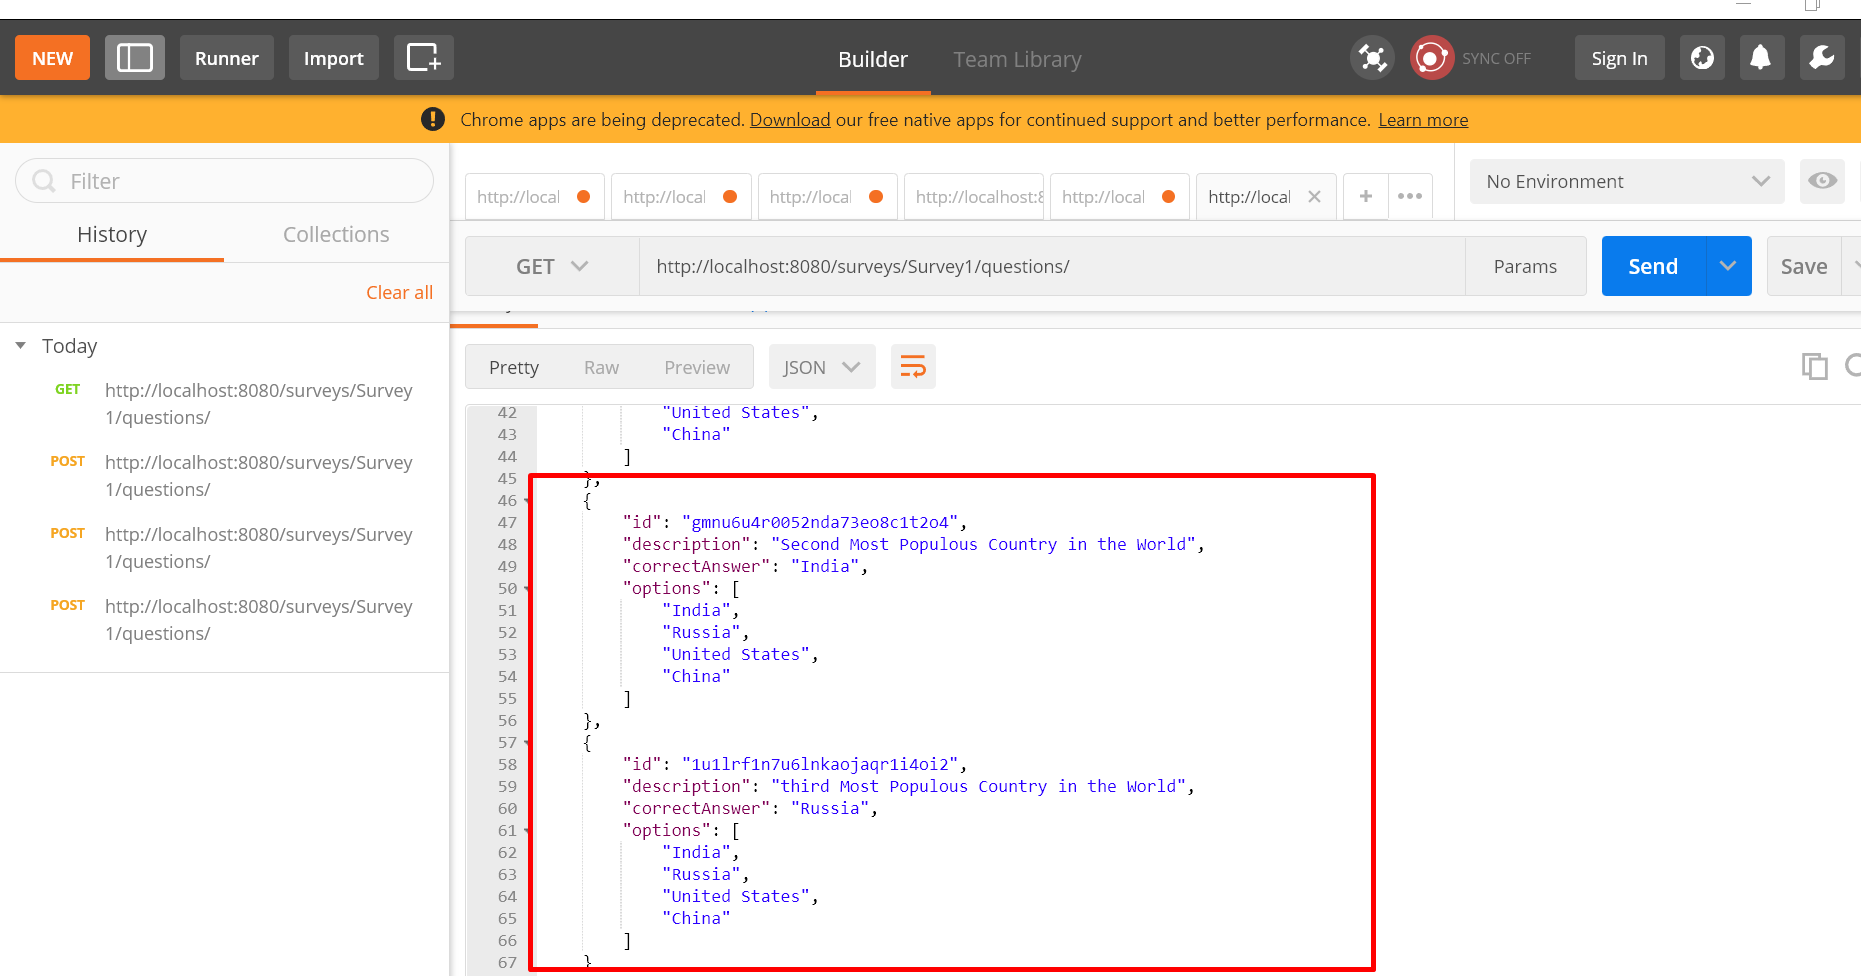 NEW
Runner
Import
Builder
Team Library
SYNC OFF
Sign In
Chrome apps are being deprecated. Download our free native apps for continued support and better performance. Learn more
Filter
History
Collections
Clear all
Today
GET http://localhost:8080/surveys/Survey
1/questions/
POST http://localhost:8080/surveys/Survey
1/questions/
POST http://localhost:8080/surveys/Survey
1/questions/
POST http://localhost:8080/surveys/Survey
1/questions/
http://local
http://local
http://local
http://localhost:8
http://local
http://local
No Environment
GET
http://localhost:8080/surveys/Survey1/questions/
Params
Send
Save
Pretty
Raw
Preview
JSON
42 "United States",
43 "China"
44 ]
45 },
46 {
47 "id": "gmnu6u4r0052nda73eo8c1t2o4",
48 "description": "Second Most Populous Country in the World",
49 "correctAnswer": "India",
50 "options": [
51 "India",
52 "Russia",
53 "United States",
54 "China"
55 ]
56 },
57 {
58 "id": "1u1lrf1n7u6lnkaojaqr1i4oi2",
59 "description": "third Most Populous Country in the World",
60 "correctAnswer": "Russia",
61 "options": [
62 "India",
63 "Russia",
64 "United States",
65 "China"
66 ]
67 }